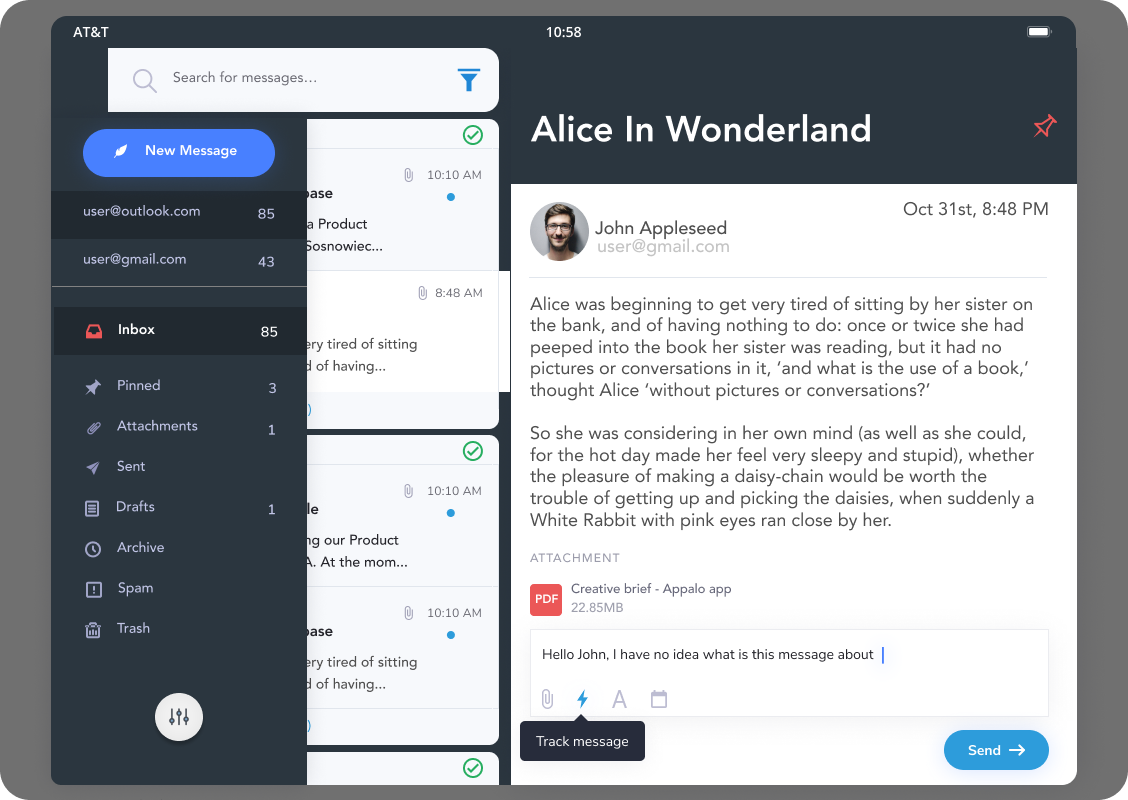 AT&T
10:58
Search for messages...
New Message
user@outlook.com
85
user@gmail.com
43
Inbox
85
Pinned
3
Attachments
1
Sent
Drafts
1
Archive
Spam
Trash
10:10 AM
a Product
Sosnowiec...
8:48 AM
tired of sitting
of having...
)
10:10 AM
our Product
At the mom...
10:10 AM
tired of sitting
of having...
)
Alice In Wonderland
John Appleseed
Oct 31st, 8:48 PM
user@gmail.com
Alice was beginning to get very tired of sitting by her sister on
the bank, and of having nothing to do: once or twice she had
peeped into the book her sister was reading, but it had no
pictures or conversations in it, ‘and what is the use of a book,’
thought Alice ‘without pictures or conversations?’
So she was considering in her own mind (as well as she could,
for the hot day made her feel very sleepy and stupid), whether
the pleasure of making a daisy-chain would be worth the
trouble of getting up and picking the daisies, when suddenly a
White Rabbit with pink eyes ran close by her.
ATTACHMENT
PDF
Creative brief - Appalo app
22.85MB
Hello John, I have no idea what is this message about
A
Track message
Send